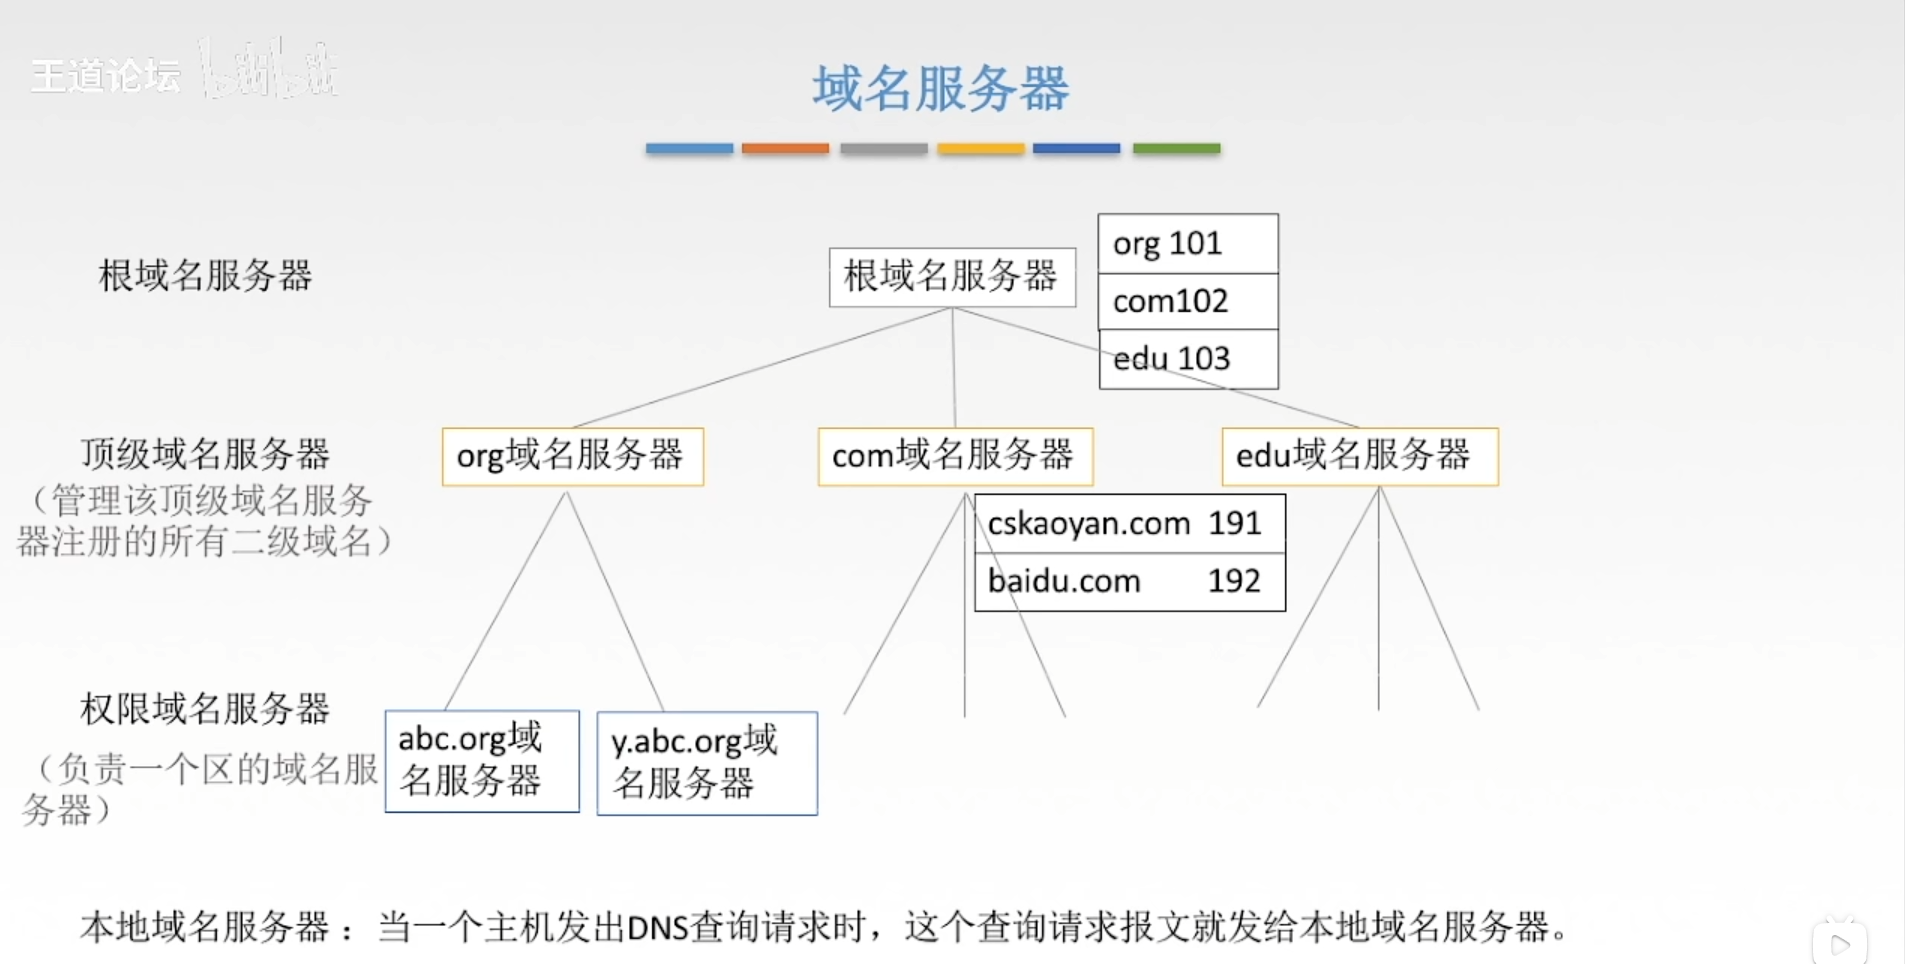 王道论坛 bilibili
域名服务器
根域名服务器
根域名服务器
org 101
com102
edu 103
顶级域名服务器
（管理该顶级域名服务
器注册的所有二级域名）
org域名服务器
com域名服务器
edu域名服务器
cskaoyan.com 191
baidu.com 192
权限域名服务器
（负责一个区的域名服
务器）
abc.org域
名服务器
y.abc.org域
名服务器
本地域名服务器：当一个主机发出DNS查询请求时，这个查询请求报文就发给本地域名服务器。